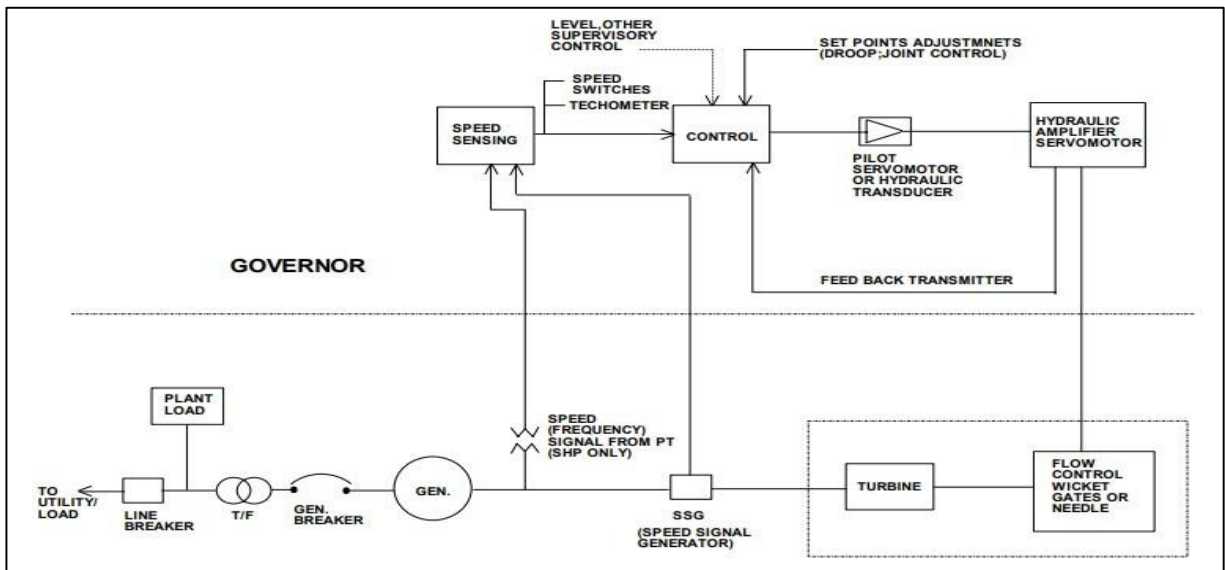 LEVEL,OTHER
SUPERVISORY
CONTROL
SET POINTS ADJUSTMNETS
(DROOP;JOINT CONTROL)
SPEED
SWITCHES
TECHOMETER
SPEED
SENSING
CONTROL
PILOT
SERVOMOTOR
OR HYDRAULIC
TRANSDUCER
HYDRAULIC
AMPLIFIER
SERVOMOTOR
GOVERNOR
FEED BACK TRANSMITTER
PLANT
LOAD
SPEED
(FREQUENCY)
SIGNAL FROM PT
(SHP ONLY)
TO
UTILITY/
LOAD
LINE
BREAKER
T/F
GEN.
BREAKER
GEN.
SSG
(SPEED SIGNAL
GENERATOR)
TURBINE
FLOW
CONTROL
WICKET
GATES OR
NEEDLE